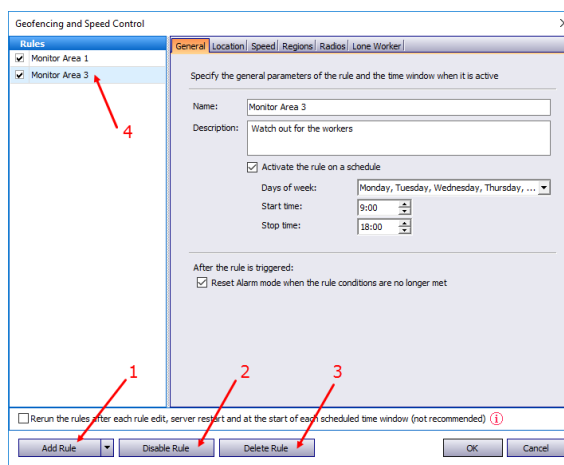 Geofencing and Speed Control
Rules
Monitor Area 1
Monitor Area 3
4
General Location Speed Regions Radios Lone Worker
Specify the general parameters of the rule and the time window when it is active
Name: Monitor Area 3
Description: Watch out for the workers
Activate the rule on a schedule
Days of week: Monday, Tuesday, Wednesday, Thursday, ...
Start time: 9:00
Stop time: 18:00
After the rule is triggered:
Reset Alarm mode when the rule conditions are no longer met
1 2 3
Rerun the rules after each rule edit, server restart and at the start of each scheduled time window (not recommended) i
Add Rule Disable Rule Delete Rule OK Cancel